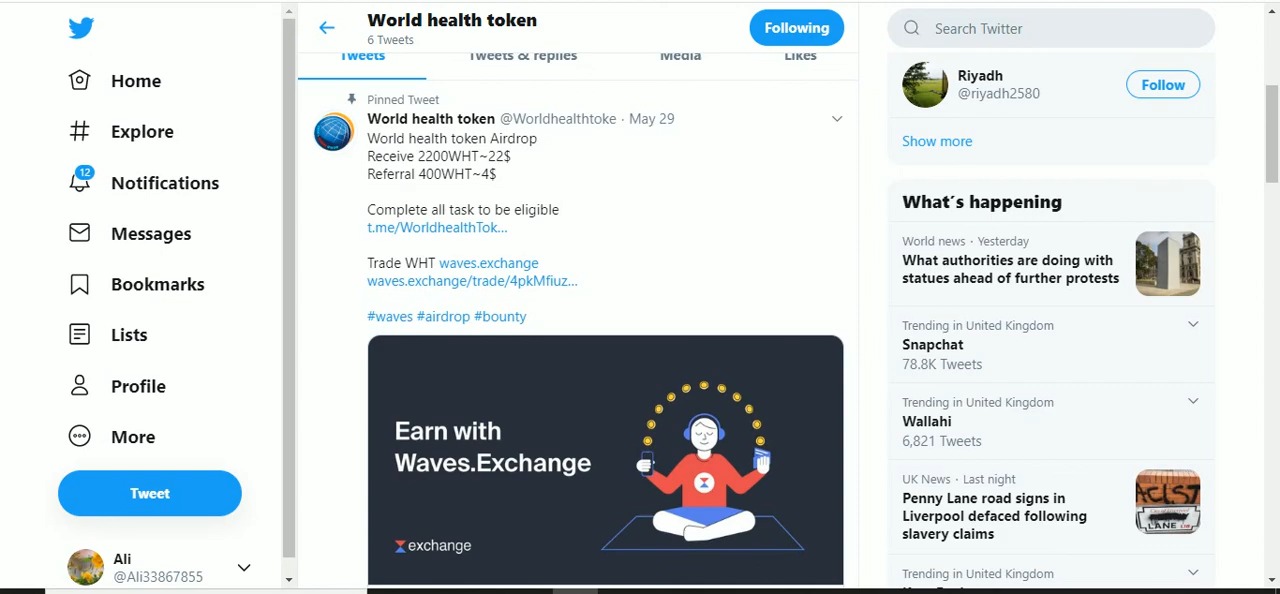 World health token
6 Tweets
Following
Tweets
Tweets & replies
Media
Likes
Home
Explore
12
Notifications
Messages
Bookmarks
Lists
Profile
More
Tweet
Ali
@Ali33867855
Pinned Tweet
World health token @Worldhealthtoke · May 29
World health token Airdrop
Receive 2200WHT~22$
Referral 400WHT~4$
Complete all task to be eligible
t.me/WorldhealthTok...
Trade WHT waves.exchange
waves.exchange/trade/4pkMfiuz...
#waves #airdrop #bounty
Earn with
Waves.Exchange
exchange
Search Twitter
Riyadh
@riyadh2580
Follow
Show more
What´s happening
World news · Yesterday
What authorities are doing with
statues ahead of further protests
Trending in United Kingdom
Snapchat
78.8K Tweets
Trending in United Kingdom
Wallahi
6,821 Tweets
UK News · Last night
Penny Lane road signs in
Liverpool defaced following
slavery claims
LANE
Trending in United Kingdom